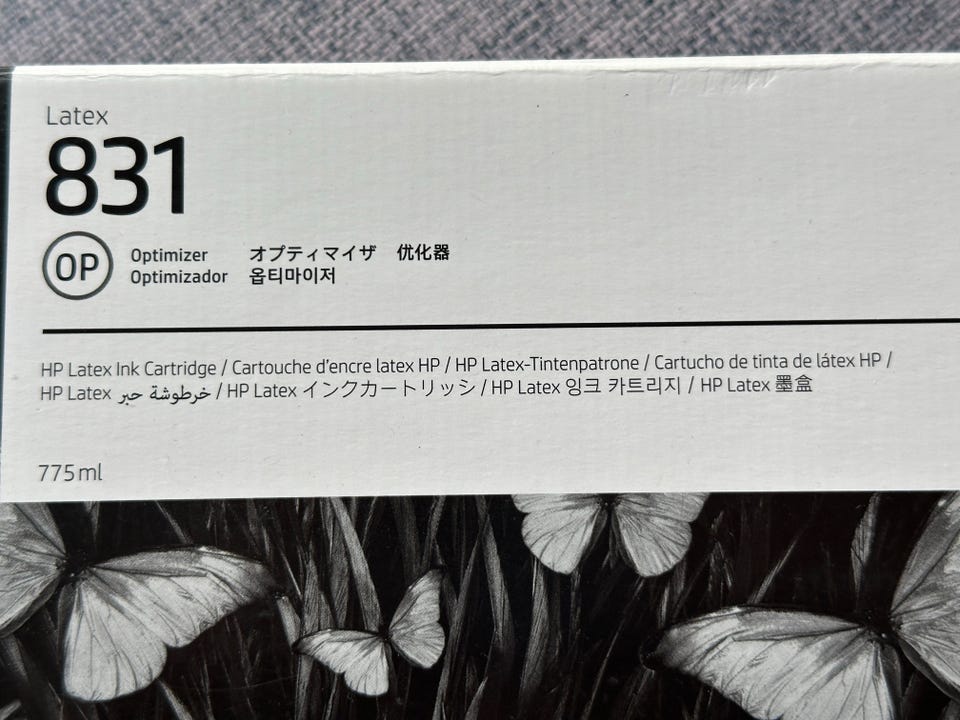 Latex
831
OP
Optimizer オプティマイザ 优化器
Optimizador 옵티마이저
HP Latex Ink Cartridge / Cartouche d'encre latex HP / HP Latex-Tintenpatrone / Cartucho de tinta de látex HP /
HP Latex خرطوشة حبر / HP Latex インクカートリッジ / HP Latex 잉크 카트리지 / HP Latex 墨盒
775 ml